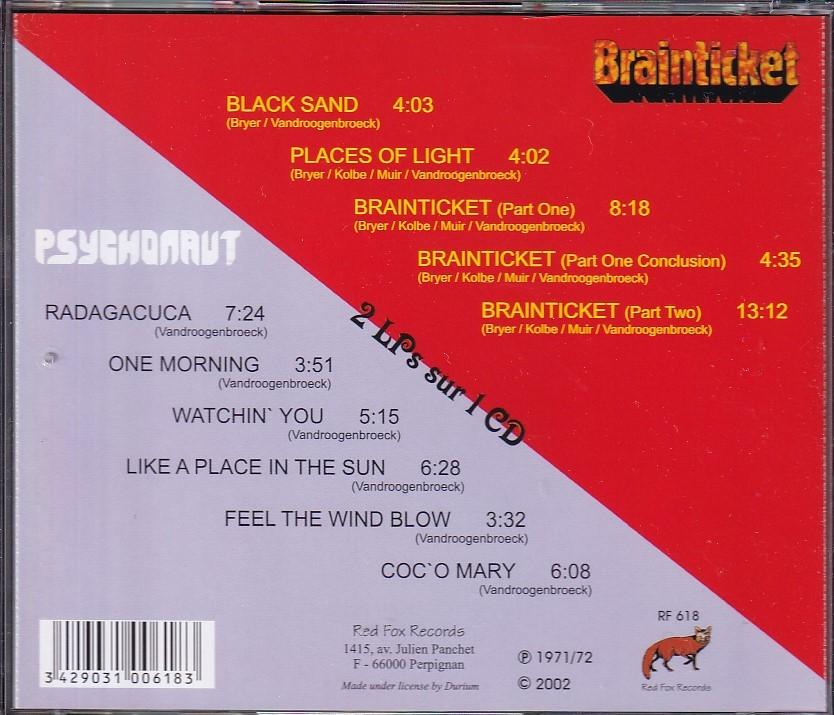 Brainticket
BLACK SAND 4:03
(Bryer / Vandroogenbroeck)
PLACES OF LIGHT 4:02
(Bryer / Kolbe / Muir / Vandroogenbroeck)
BRAINTICKET (Part One) 8:18
(Bryer / Kolbe / Muir / Vandroogenbroeck)
BRAINTICKET (Part One Conclusion) 4:35
(Bryer / Kolbe / Muir / Vandroogenbroeck)
BRAINTICKET (Part Two) 13:12
(Bryer / Kolbe / Muir / Vandroogenbroeck)
2 LPs sur 1 CD
PSYCHONAUT
RADAGACUCA 7:24
(Vandroogenbroeck)
ONE MORNING 3:51
(Vandroogenbroeck)
WATCHIN` YOU 5:15
(Vandroogenbroeck)
LIKE A PLACE IN THE SUN 6:28
(Vandroogenbroeck)
FEEL THE WIND BLOW 3:32
(Vandroogenbroeck)
COC`O MARY 6:08
(Vandroogenbroeck)
3 429031 006183
Red Fox Records
1415, av. Julien Panchet
F - 66000 Perpignan
Made under license by Durium
℗ 1971/72
© 2002
RF 618
Red Fox Records